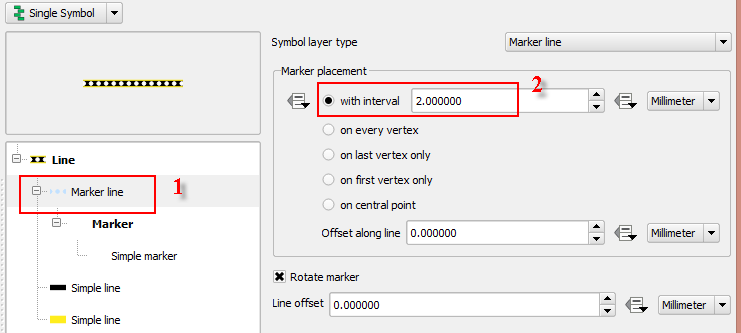 Single Symbol
Symbol layer type
Marker line
Marker placement
with interval
2.000000
2
Millimeter
on every vertex
on last vertex only
on first vertex only
on central point
Offset along line
0.000000
Millimeter
Rotate marker
Line offset
0.000000
Millimeter
Line
Marker line
1
Marker
Simple marker
Simple line
Simple line